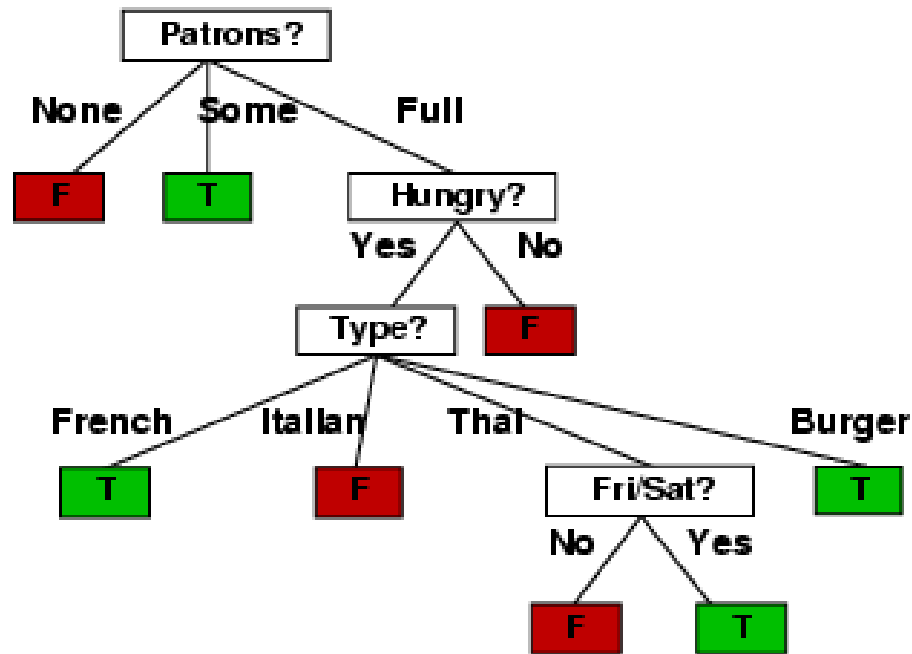 Patrons?
None Some Full
F T Hungry?
Yes No
Type? F
French Italian Thai Burger
T F Fri/Sat? T
No Yes
F T